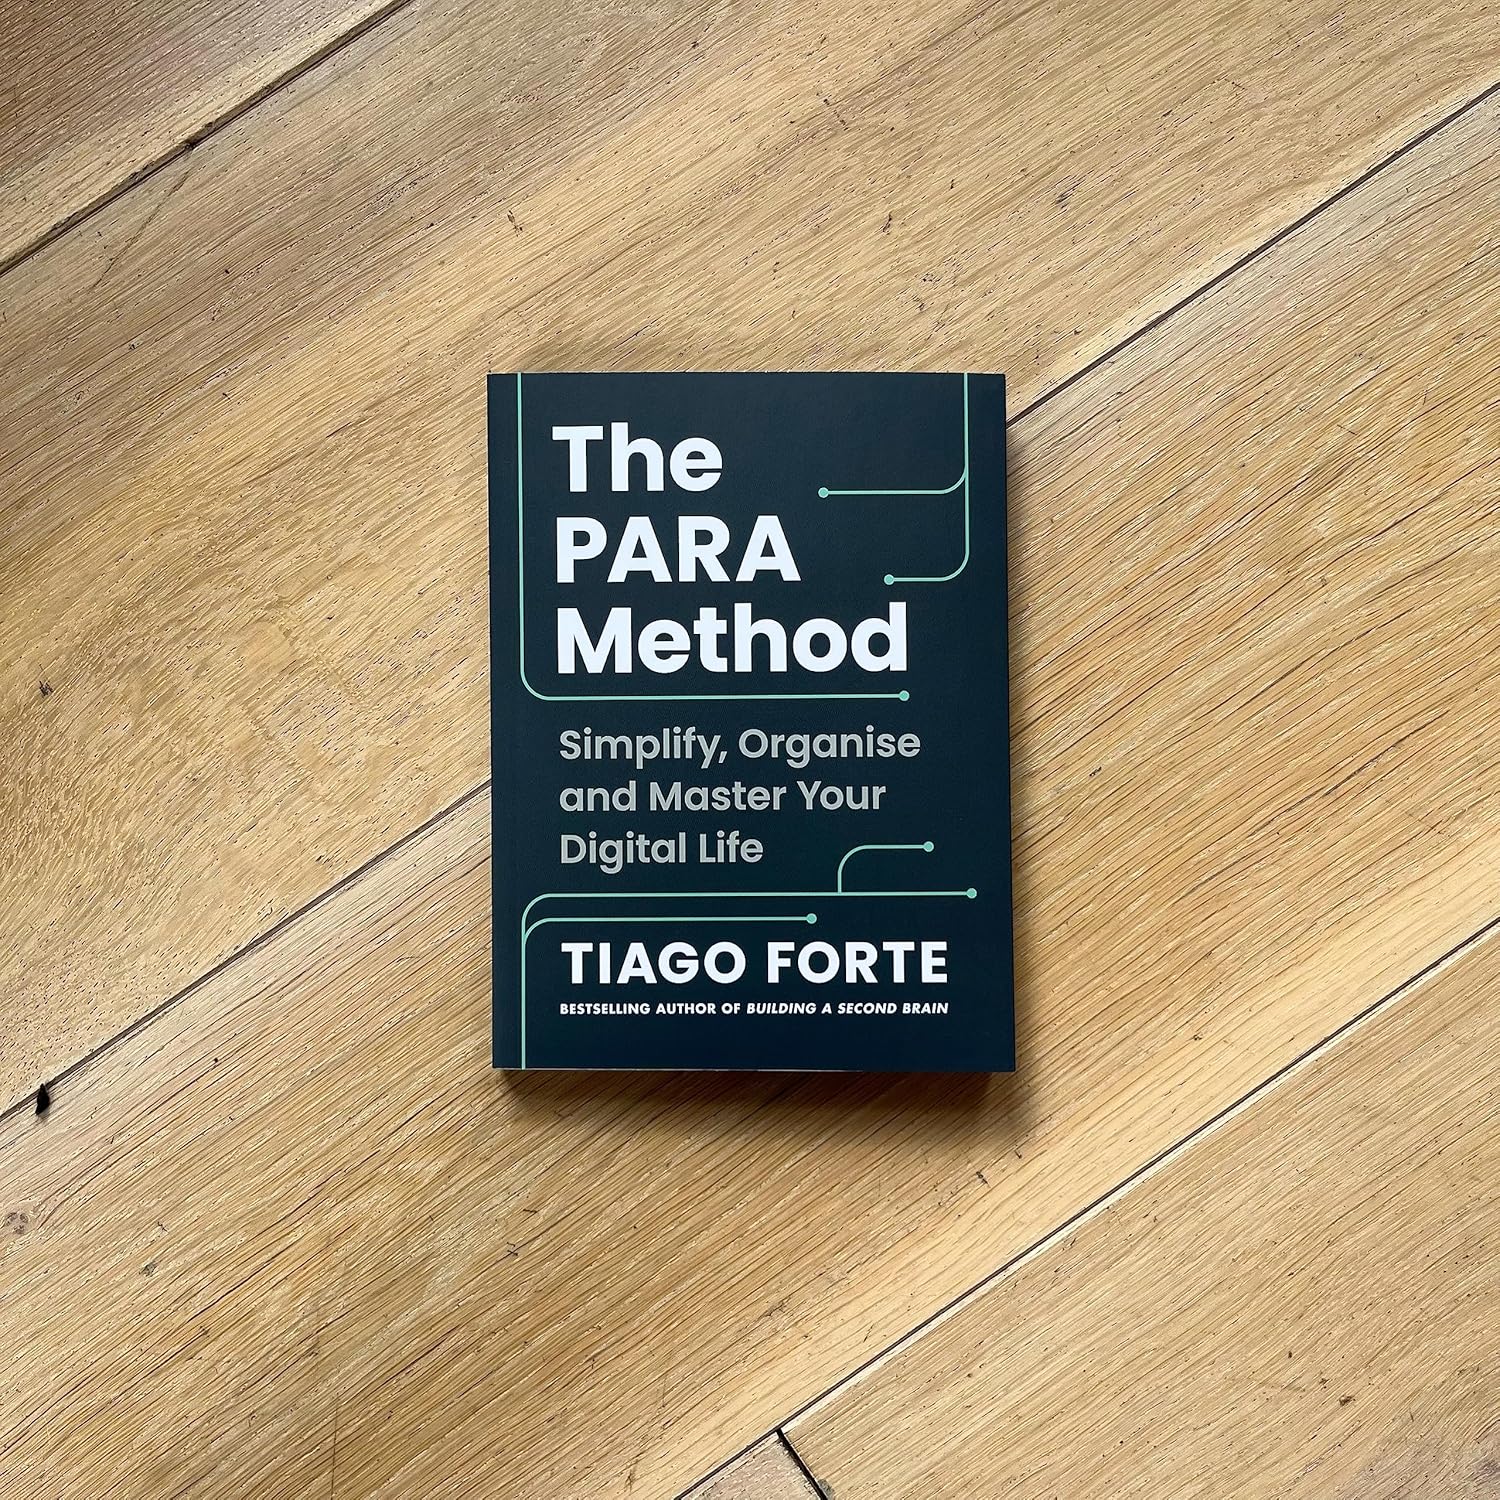 The
PARA
Method
Simplify, Organise
and Master Your
Digital Life
TIAGO FORTE
BESTSELLING AUTHOR OF BUILDING A SECOND BRAIN